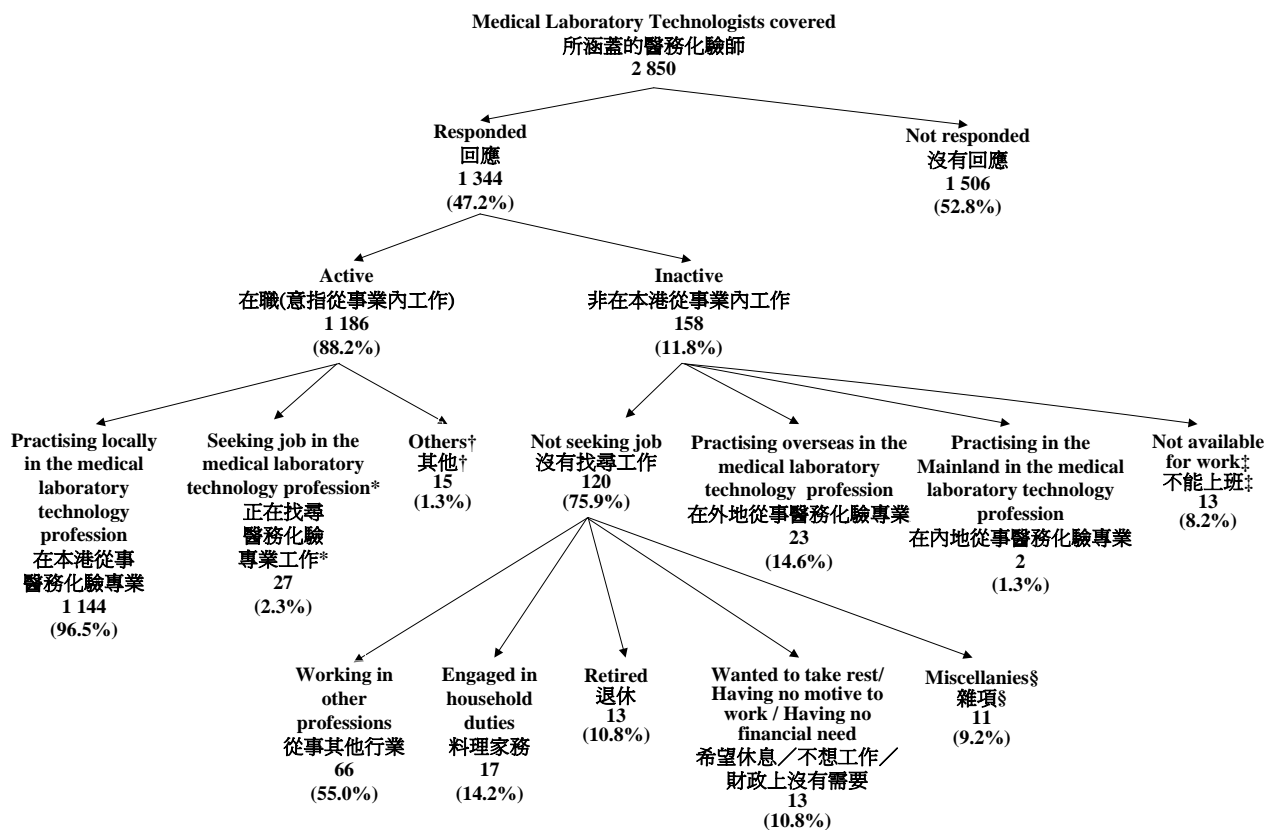 Medical Laboratory Technologists covered
所涵蓋的醫務化驗師
2 850
Responded
回應
1 344
(47.2%)
Not responded
沒有回應
1 506
(52.8%)
Active
在職(意指從事業內工作)
1 186
(88.2%)
Inactive
非在本港從事業內工作
158
(11.8%)
Practising locally
in the medical
laboratory
technology
profession
在本港從事
醫務化驗專業
1 144
(96.5%)
Seeking job in the
medical laboratory
technology profession*
正在找尋
醫務化驗
專業工作*
27
(2.3%)
Others†
其他†
15
(1.3%)
Not seeking job
沒有找尋工作
120
(75.9%)
Practising overseas in the
medical laboratory
technology profession
在外地從事醫務化驗專業
23
(14.6%)
Practising in the
Mainland in the medical
laboratory technology
profession
在內地從事醫務化驗專業
2
(1.3%)
Not available
for work‡
不能上班‡
13
(8.2%)
Working in
other
professions
從事其他行業
66
(55.0%)
Engaged in
household
duties
料理家務
17
(14.2%)
Retired
退休
13
(10.8%)
Wanted to take rest/
Having no motive to
work / Having no
financial need
希望休息／不想工作／
財政上沒有需要
13
(10.8%)
Miscellanies§
雜項§
11
(9.2%)